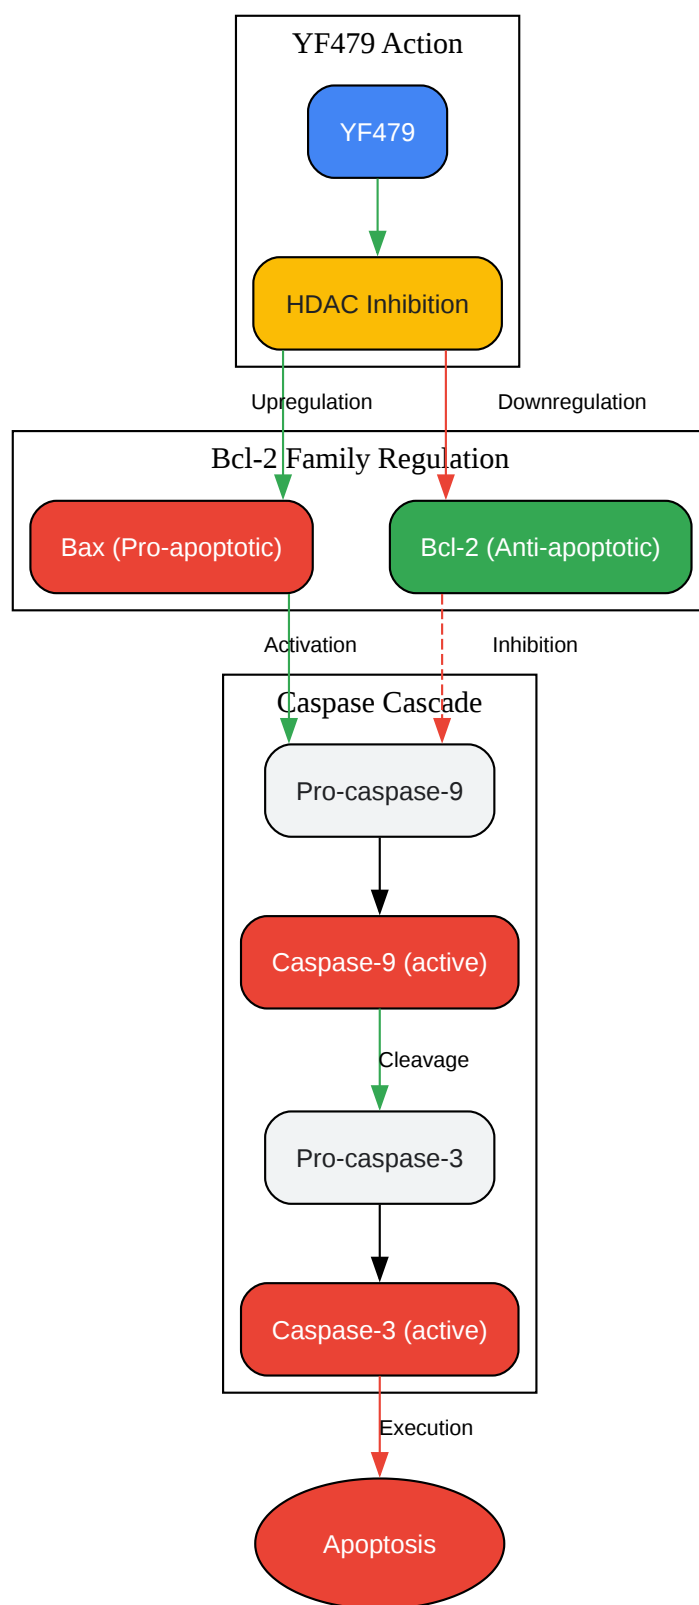 YF479 Action
YF479
HDAC Inhibition
Upregulation
Downregulation
Bcl-2 Family Regulation
Bax (Pro-apoptotic)
Bcl-2 (Anti-apoptotic)
Activation
Inhibition
Caspase Cascade
Pro-caspase-9
Caspase-9 (active)
Cleavage
Pro-caspase-3
Caspase-3 (active)
Execution
Apoptosis